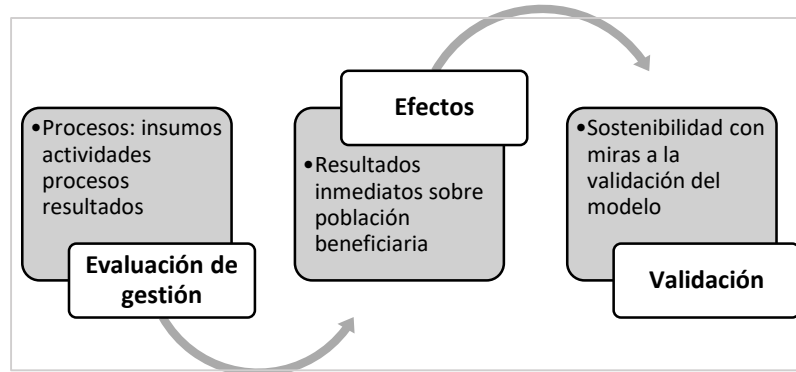 •Procesos: insumos
actividades
procesos
resultados
Evaluación de
gestión
Efectos
•Resultados
inmediatos sobre
población
beneficiaria
•Sostenibilidad con
miras a la
validación del
modelo
Validación